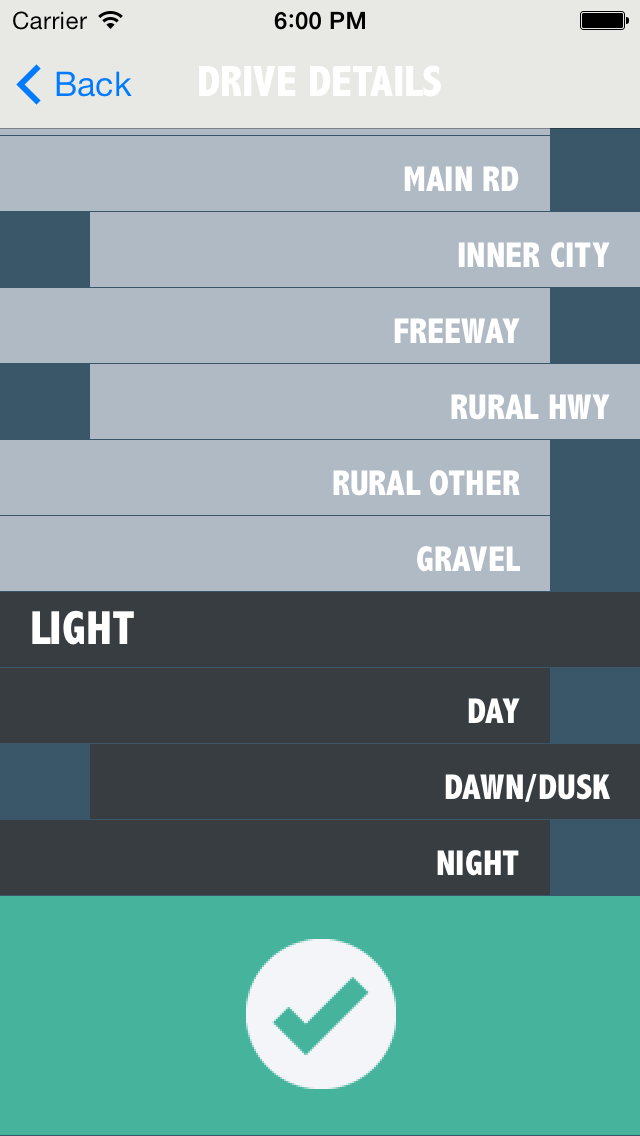 Carrier 6:00 PM
Back DRIVE DETAILS
MAIN RD
INNER CITY
FREEWAY
RURAL HWY
RURAL OTHER
GRAVEL
LIGHT
DAY
DAWN/DUSK
NIGHT